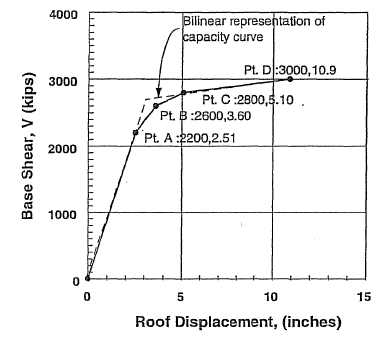 4000
3000
2000
1000
0
Base Shear, V (kips)
Bilinear representation of
capacity curve
Pt. D :3000,10.9
Pt. C :2800,5.10
Pt. B :2600,3.60
Pt. A :2200,2.51
0 5 10 15
Roof Displacement, (inches)